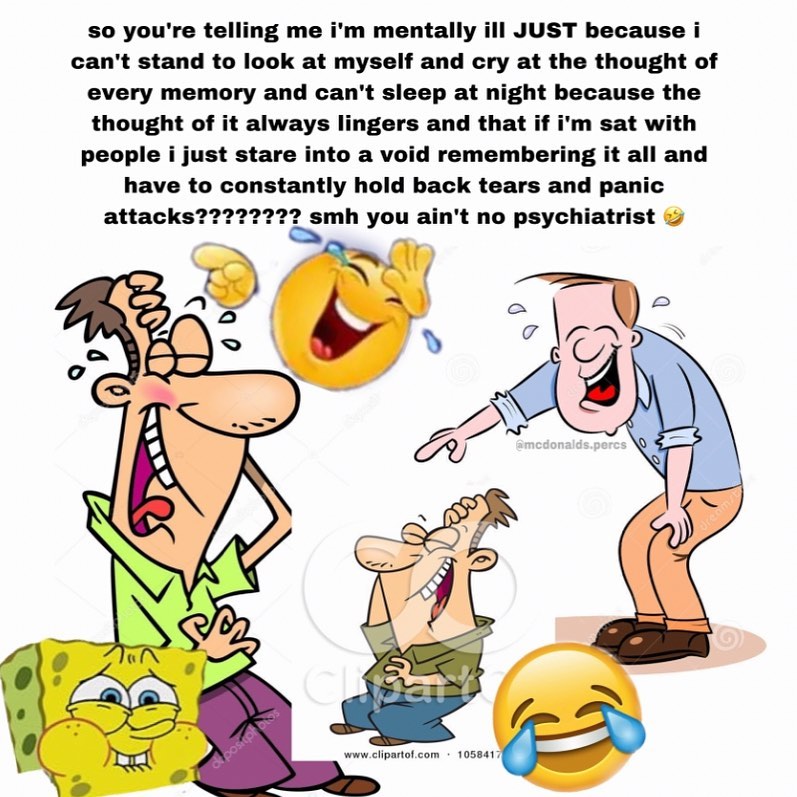 so you're telling me i'm mentally ill JUST because i
can't stand to look at myself and cry at the thought of
every memory and can't sleep at night because the
thought of it always lingers and that if i'm sat with
people i just stare into a void remembering it all and
have to constantly hold back tears and panic
attacks???????? smh you ain't no psychiatrist 🤣
@mcdonalds.percs
www.clipartof.com · 1058417